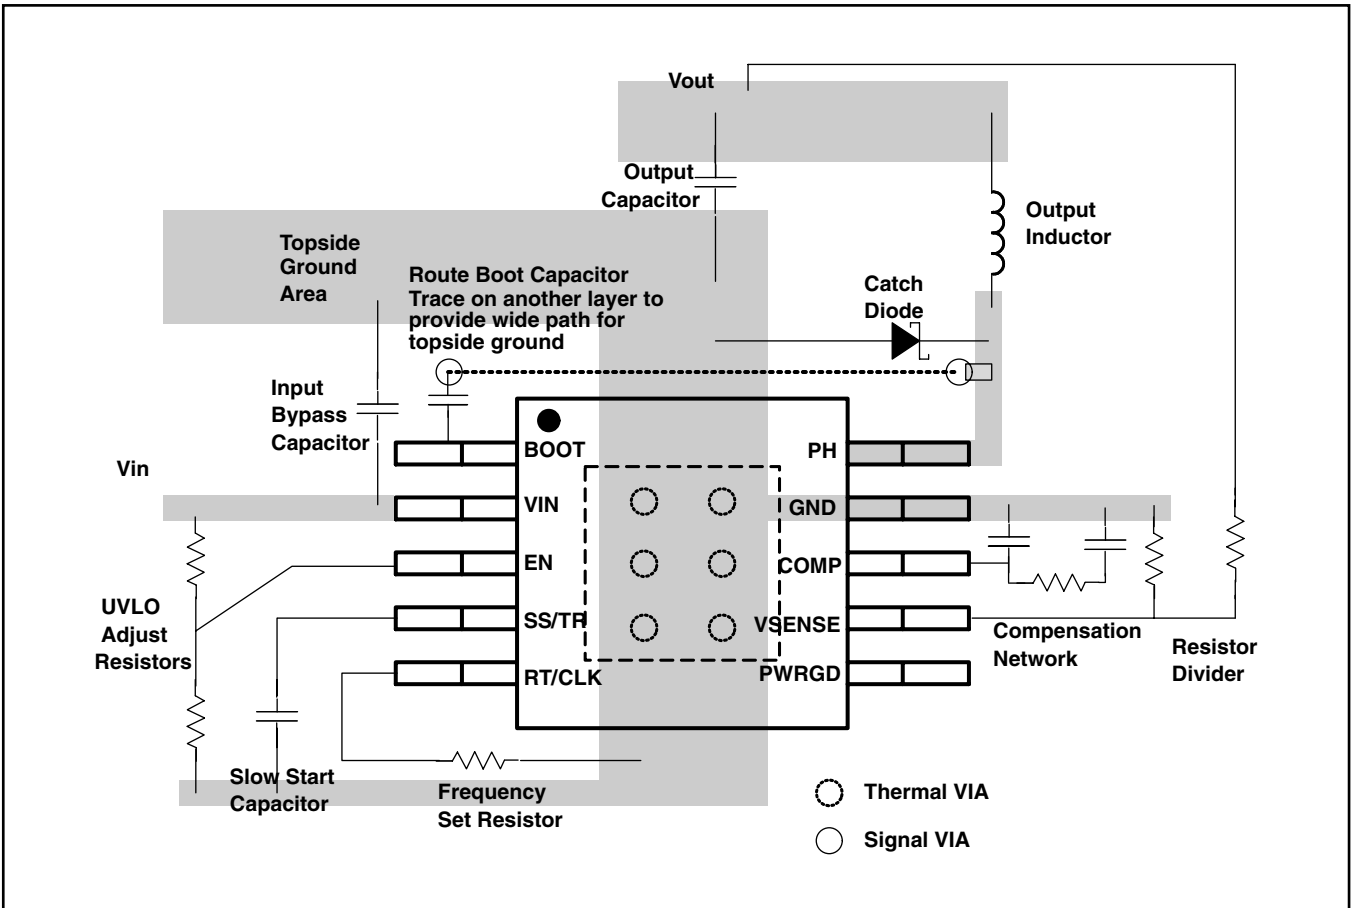 Vout
Output
Capacitor
Output
Inductor
Topside
Ground
Area
Route Boot Capacitor
Trace on another layer to
provide wide path for
topside ground
Catch
Diode
Input
Bypass
Capacitor
Vin
BOOT
VIN
EN
SS/TR
RT/CLK
PH
GND
COMP
VSENSE
PWRGD
UVLO
Adjust
Resistors
Compensation
Network
Resistor
Divider
Slow Start
Capacitor
Frequency
Set Resistor
Thermal VIA
Signal VIA